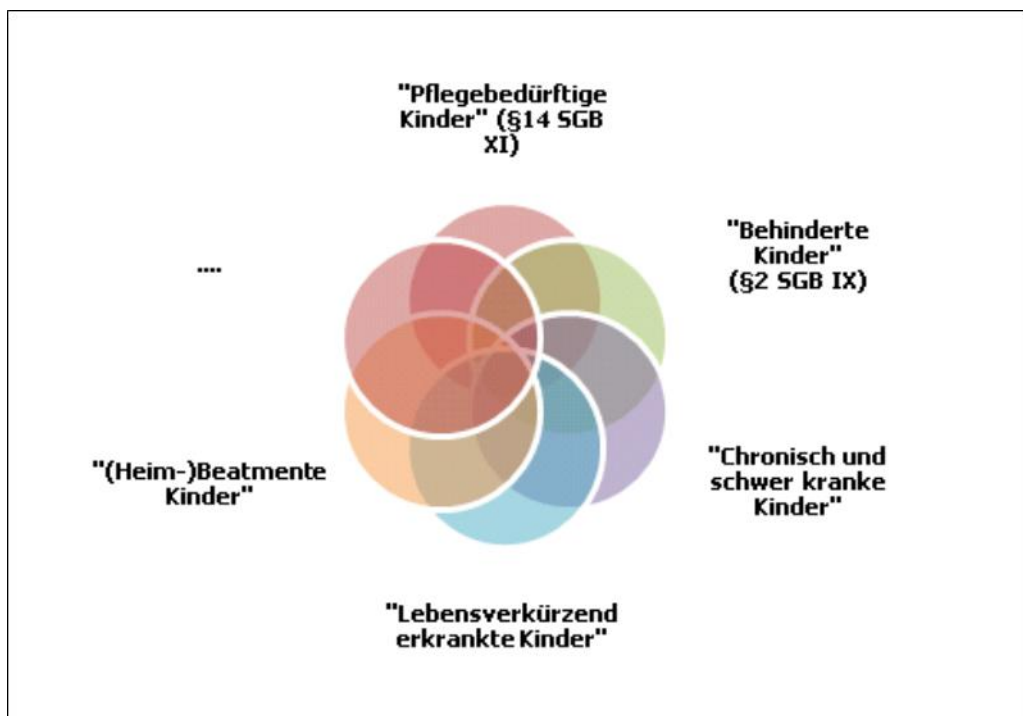 "Pflegebedürftige
Kinder" (§14 SGB
XI)
"Behinderte
Kinder"
(§2 SGB IX)
....
"Chronisch und
schwer kranke
Kinder"
"(Heim-)Beatmente
Kinder"
"Lebensverkürzend
erkrankte Kinder"